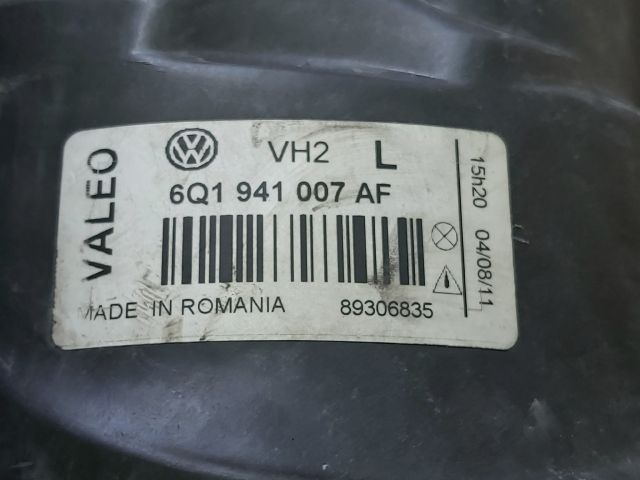 VALEO
VH2 L
6Q1 941 007 AF
MADE IN ROMANIA 89306835
15h20 04/08/11